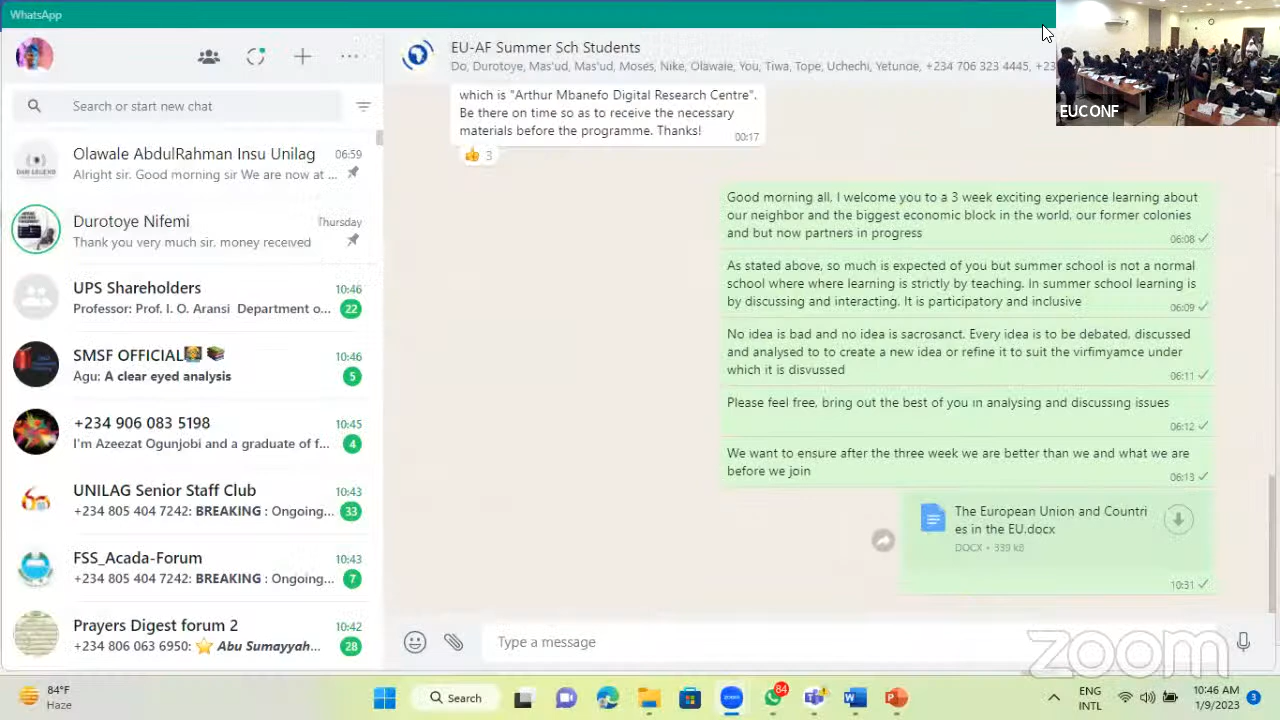 WhatsApp
EU-AF Summer Sch Students
Do, Durotoye, Mas'ud, Mas'ud, Moses, Nike, Olawale, You, Tiwa, Tope, Uchechi, Yetunde, +234 706 323 4445, +23
EUCONF
Search or start new chat
Olawale AbdulRahman Insu Unilag 06:59
Alright sir. Good morning sir We are now at ...
Durotoye Nifemi Thursday
Thank you very much sir, money received
UPS Shareholders 10:46
Professor: Prof. I. O. Aransi Department o... 22
SMSF OFFICIAL 10:46
Agu: A clear eyed analysis 5
+234 906 083 5198 10:45
I'm Azeezat Ogunjobi and a graduate of f... 4
UNILAG Senior Staff Club 10:43
+234 805 404 7242: BREAKING : Ongoing... 33
FSS_Acada-Forum 10:43
+234 805 404 7242: BREAKING : Ongoing... 7
Prayers Digest forum 2 10:42
+234 806 063 6950: ⭐ Abu Sumayyah... 28
which is "Arthur Mbanefo Digital Research Centre".
Be there on time so as to receive the necessary
materials before the programme. Thanks!
00:17
👍 3
Good morning all, I welcome you to a 3 week exciting experience learning about
our neighbor and the biggest economic block in the world, our former colonies
and but now partners in progress
06:08
As stated above, so much is expected of you but summer school is not a normal
school where where learning is strictly by teaching. In summer school learning is
by discussing and interacting. It is participatory and inclusive
06:09
No idea is bad and no idea is sacrosanct. Every idea is to be debated, discussed
and analysed to to create a new idea or refine it to suit the virfimyamce under
which it is disvussed
06:11
Please feel free, bring out the best of you in analysing and discussing issues
06:12
We want to ensure after the three week we are better than we and what we are
before we join
06:13
The European Union and Countri
es in the EU.docx
DOCX • 339 kB
10:31
Type a message
zoom
84°F
Haze
Search
84
ENG
INTL
10:46 AM
1/9/2023
3